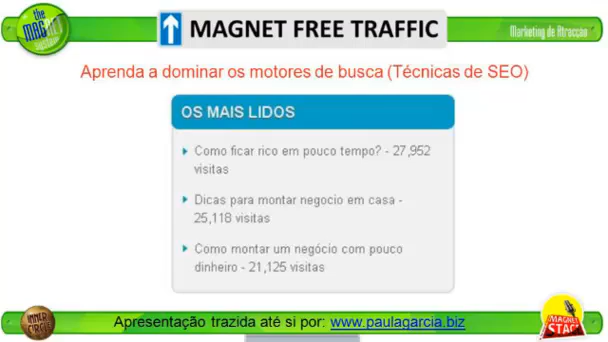 the
MAGNET
MAGNET FREE TRAFFIC
Marketing de Atracção
Aprenda a dominar os motores de busca (Técnicas de SEO)
OS MAIS LIDOS
Como ficar rico em pouco tempo? - 27,952
visitas
Dicas para montar negocio em casa -
25,118 visitas
Como montar um negócio com pouco
dinheiro - 21,125 visitas
INNER
CIRCLE
Apresentação trazida até si por: www.paulagarcia.biz
MAGNET
STAGE